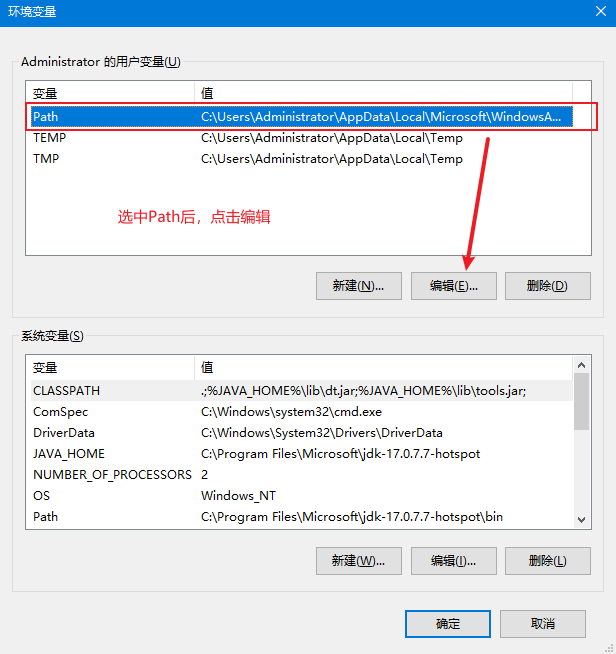 环境变量
Administrator 的用户变量(U)
变量 值
Path C:\Users\Administrator\AppData\Local\Microsoft\WindowsA...
TEMP C:\Users\Administrator\AppData\Local\Temp
TMP C:\Users\Administrator\AppData\Local\Temp
选中Path后，点击编辑
新建(N)... 编辑(E)... 删除(D)
系统变量(S)
变量 值
CLASSPATH .;%JAVA_HOME%\lib\dt.jar;%JAVA_HOME%\lib\tools.jar;
ComSpec C:\Windows\system32\cmd.exe
DriverData C:\Windows\System32\Drivers\DriverData
JAVA_HOME C:\Program Files\Microsoft\jdk-17.0.7.7-hotspot
NUMBER_OF_PROCESSORS 2
OS Windows_NT
Path C:\Program Files\Microsoft\jdk-17.0.7.7-hotspot\bin
新建(W)... 编辑(I)... 删除(L)
确定 取消